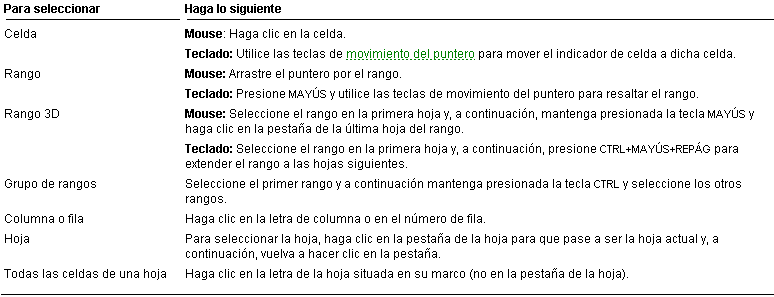 Para seleccionar Haga lo siguiente
Celda Mouse: Haga clic en la celda.
Teclado: Utilice las teclas de movimiento del puntero para mover el indicador de celda a dicha celda.
Rango Mouse: Arrastre el puntero por el rango.
Teclado: Presione MAYÚS y utilice las teclas de movimiento del puntero para resaltar el rango.
Rango 3D Mouse: Seleccione el rango en la primera hoja y, a continuación, mantenga presionada la tecla MAYÚS y
haga clic en la pestaña de la última hoja del rango.
Teclado: Seleccione el rango en la primera hoja y, a continuación, presione CTRL+MAYÚS+REPÁG para
extender el rango a las hojas siguientes.
Grupo de rangos Seleccione el primer rango y a continuación mantenga presionada la tecla CTRL y seleccione los otros
rangos.
Columna o fila Haga clic en la letra de columna o en el número de fila.
Hoja Para seleccionar la hoja, haga clic en la pestaña de la hoja para que pase a ser la hoja actual y, a
continuación, vuelva a hacer clic en la pestaña.
Todas las celdas de una hoja Haga clic en la letra de la hoja situada en su marco (no en la pestaña de la hoja).